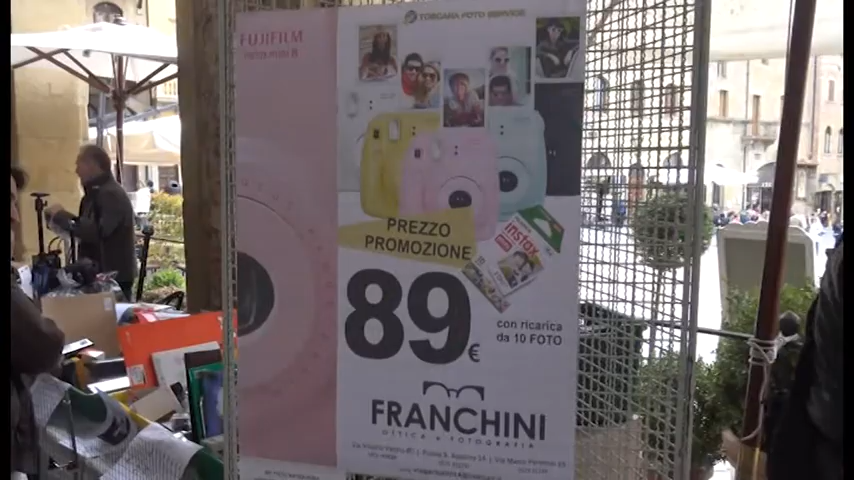 FUJIFILM
TOSCANA FOTO SERVICE
PREZZO
PROMOZIONE
instax
89€
con ricarica
da 10 FOTO
FRANCHINI
OTTICA & FOTOGRAFIA